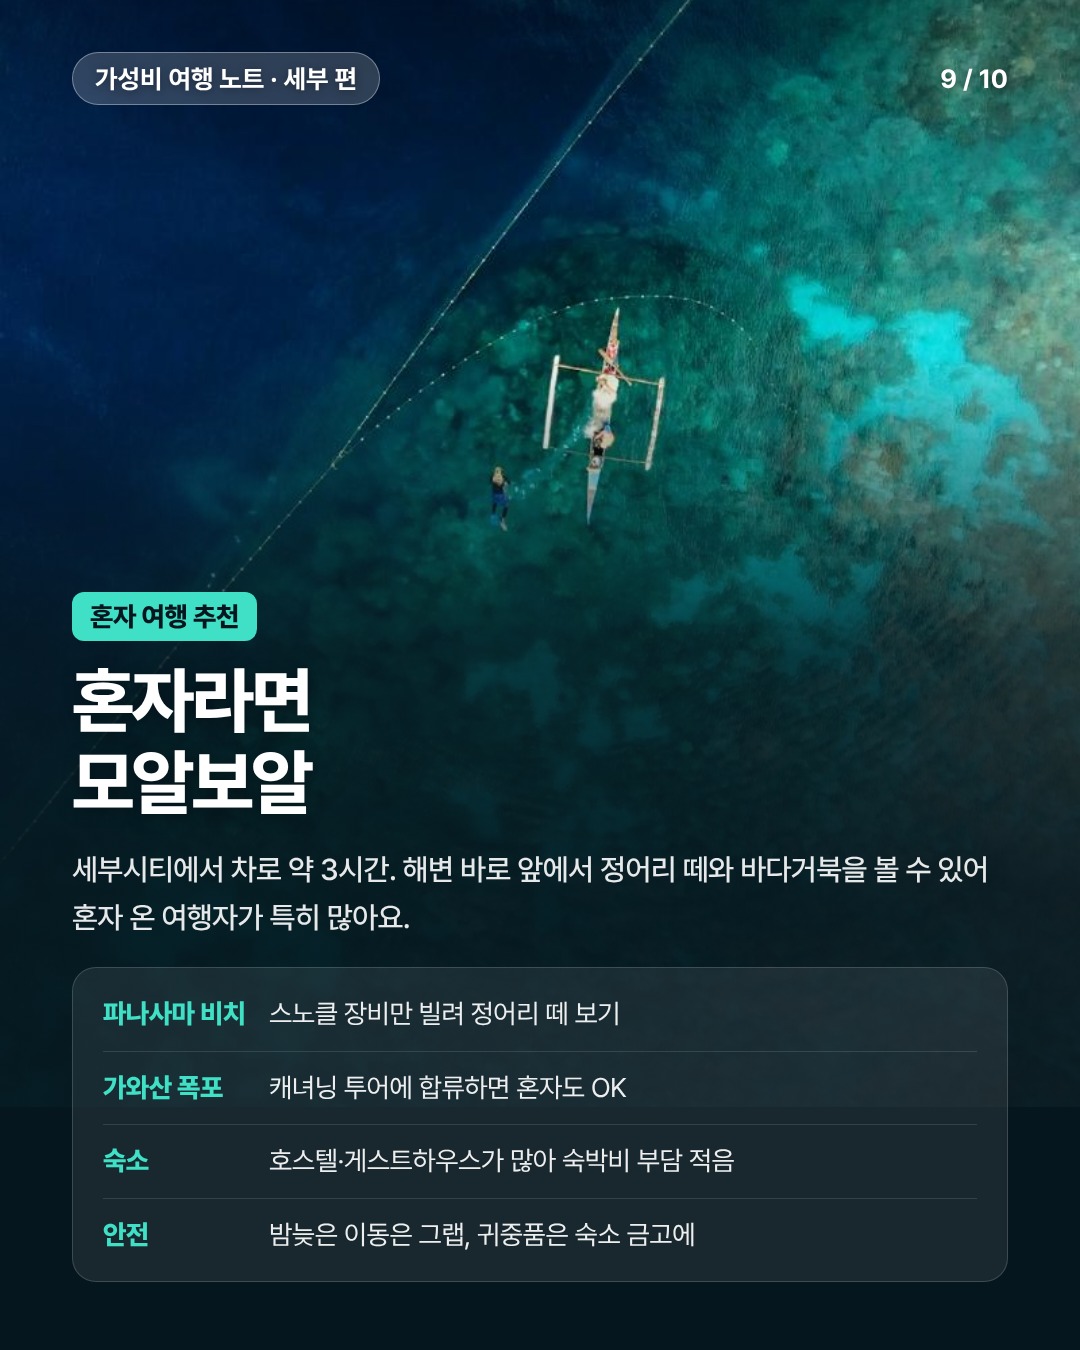 가성비 여행 노트 · 세부 편
9 / 10
혼자 여행 추천
혼자라면
모알보알
세부시티에서 차로 약 3시간. 해변 바로 앞에서 정어리 떼와 바다거북을 볼 수 있어
혼자 온 여행자가 특히 많아요.
파나사마 비치 스노클 장비만 빌려 정어리 떼 보기
가와산 폭포 캐녀닝 투어에 합류하면 혼자도 OK
숙소 호스텔·게스트하우스가 많아 숙박비 부담 적음
안전 밤늦은 이동은 그랩, 귀중품은 숙소 금고에